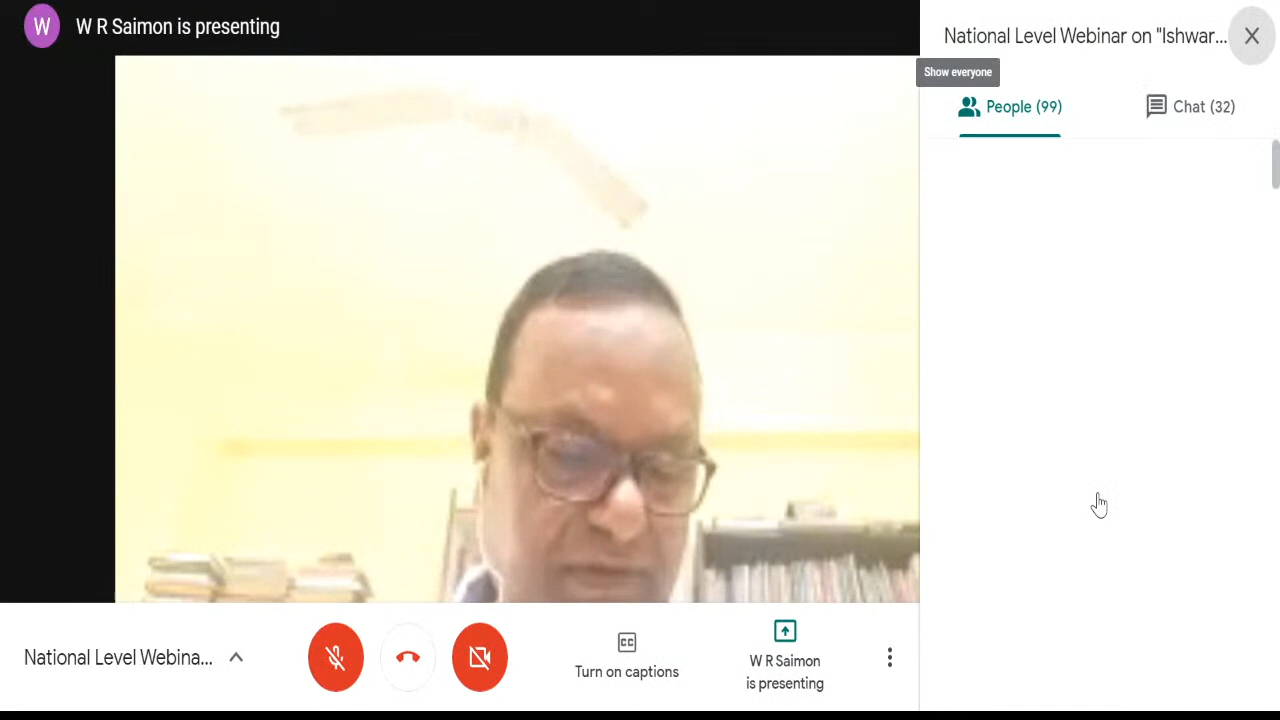 W
W R Saimon is presenting
National Level Webinar on "Ishwar...
Show everyone
People (99)
Chat (32)
National Level Webina...
CC
Turn on captions
W R Saimon
is presenting